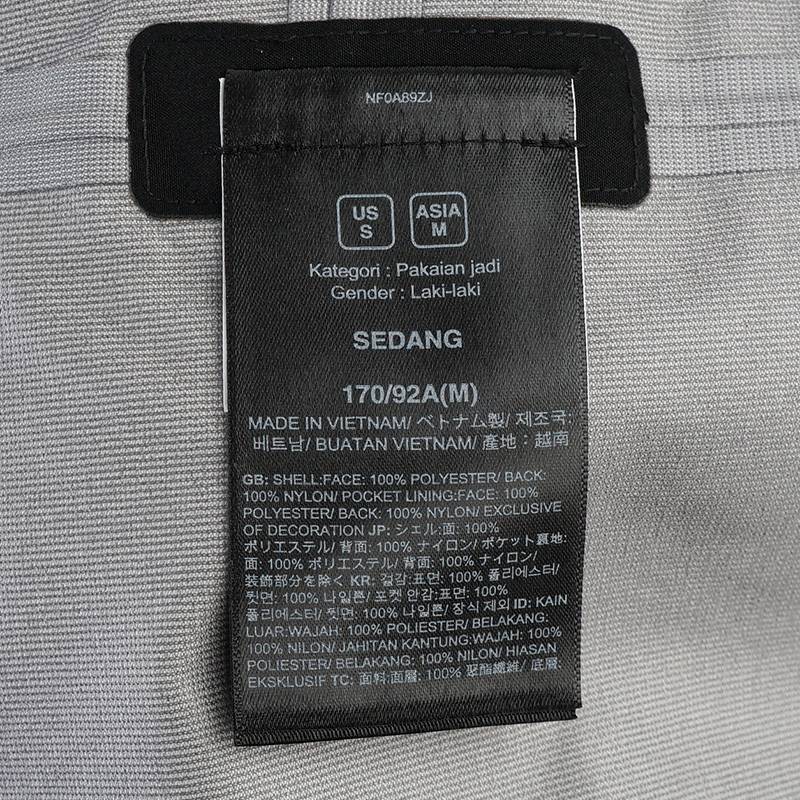 NF0A89ZJ
US
S
ASIA
M
Kategori : Pakaian jadi
Gender : Laki-laki
SEDANG
170/92A(M)
MADE IN VIETNAM/ ベトナム製/ 제조국:
베트남/ BUATAN VIETNAM/ 產地：越南
GB: SHELL:FACE: 100% POLYESTER/ BACK:
100% NYLON/ POCKET LINING:FACE: 100%
POLYESTER/ BACK: 100% NYLON/ EXCLUSIVE
OF DECORATION JP: シェル:面: 100%
ポリエステル/ 背面: 100% ナイロン/ ポケット裏地:
面: 100% ポリエステル/ 背面: 100% ナイロン/
装飾部分を除く KR: 겉감:표면: 100% 폴리에스터/
뒷면: 100% 나일론/ 포켓 안감:표면: 100%
폴리에스터/ 뒷면: 100% 나일론/ 장식 제외 ID: KAIN
LUAR:WAJAH: 100% POLIESTER/ BELAKANG:
100% NILON/ JAHITAN KANTUNG:WAJAH: 100%
POLIESTER/ BELAKANG: 100% NILON/ HIASAN
EKSKLUSIF TC: 面料:面層: 100% 聚酯纖維/ 底層: